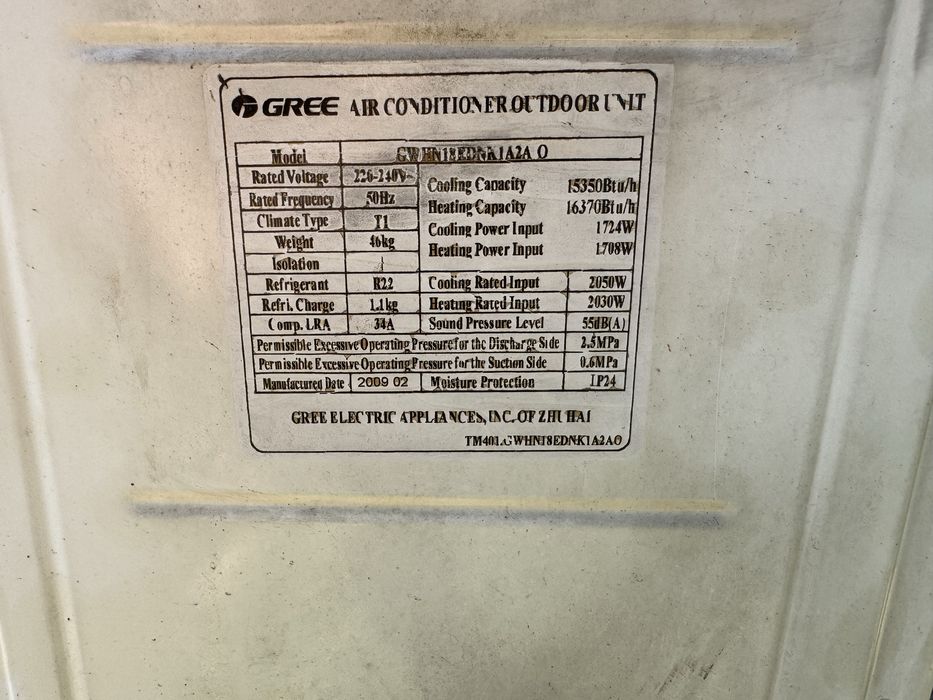 GREE AIR CONDITIONER OUTDOOR UNIT
Model GWHN18EDNK1A2A O
Rated Voltage 220-240V~ Cooling Capacity 15350Btu/h
Rated Frequency 50Hz Heating Capacity 16370Btu/h
Climate Type T1 Cooling Power Input 1724W
Weight 46kg Heating Power Input 1708W
Isolation I
Refrigerant R22 Cooling Rated Input 2050W
Refri. Charge 1.1kg Heating Rated Input 2030W
Comp. LRA 34A Sound Pressure Level 55dB(A)
Permissible Excessive Operating Pressure for the Discharge Side 2.5MPa
Permissible Excessive Operating Pressure for the Suction Side 0.6MPa
Manufactured Date 2009 02 Moisture Protection IP24
GREE ELECTRIC APPLIANCES, INC. OF ZHUHAI
TM401.GWHN18EDNK1A2AO